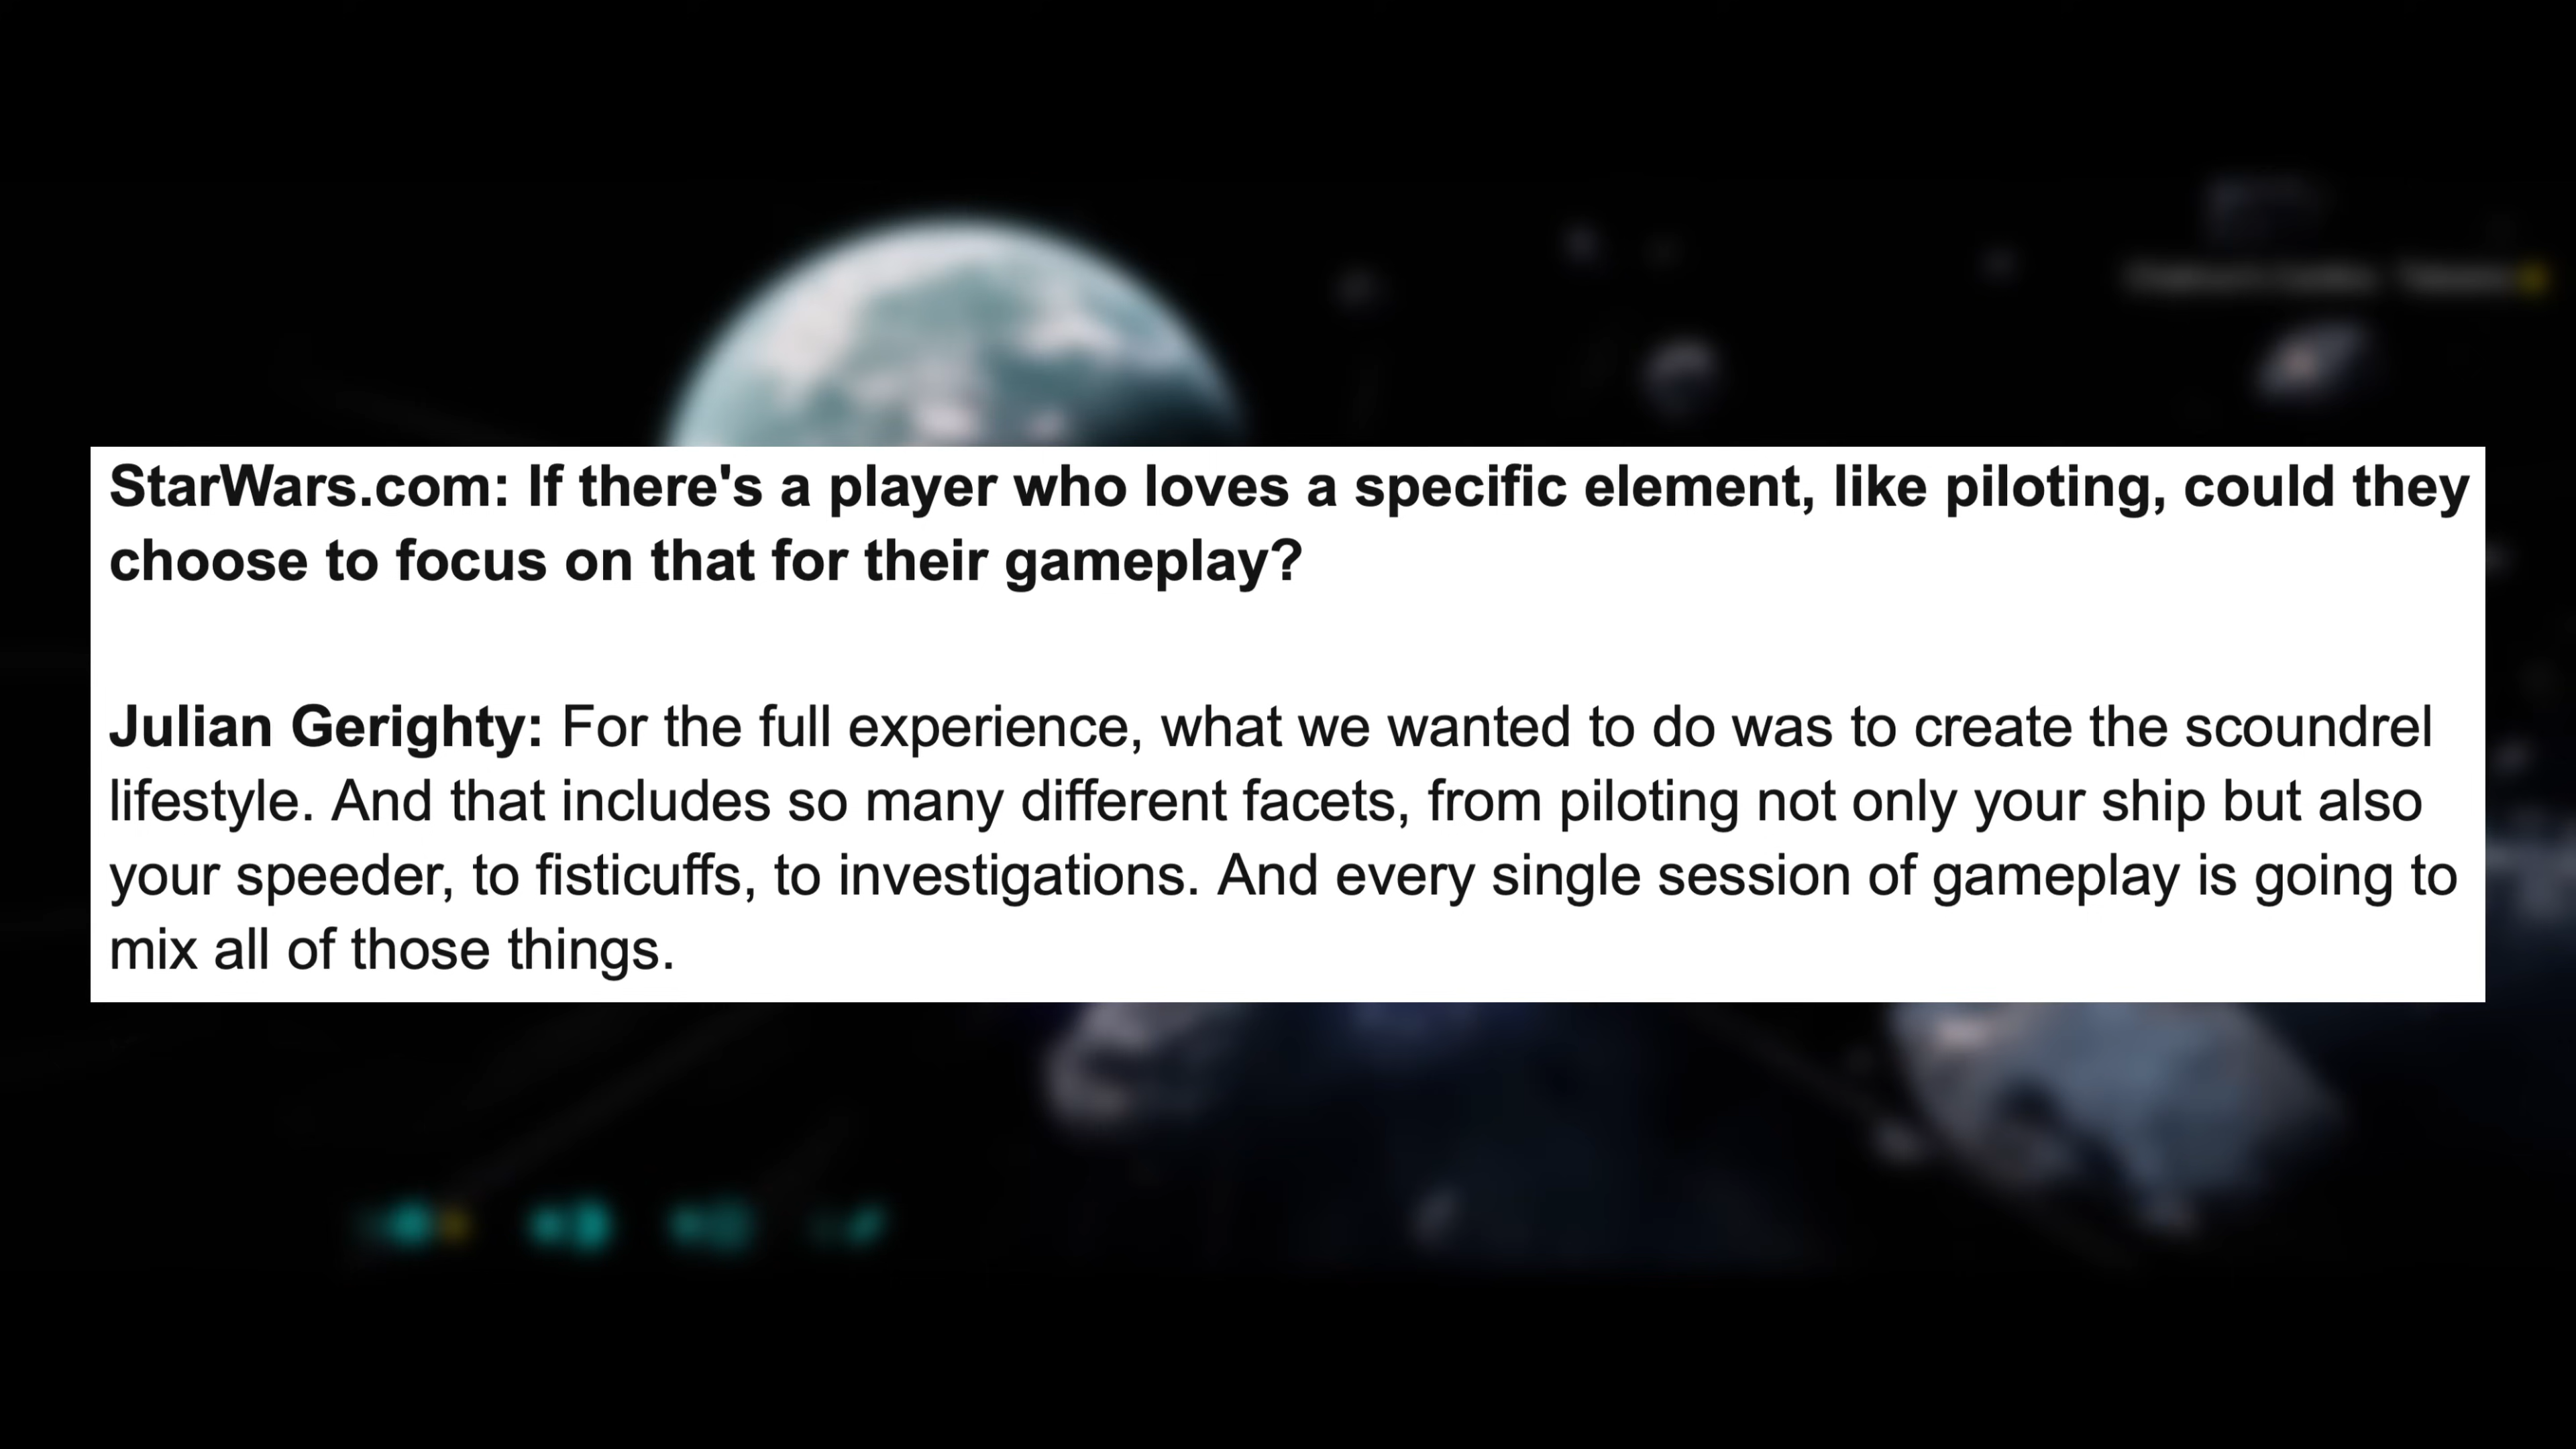 StarWars.com: If there's a player who loves a specific element, like piloting, could they
choose to focus on that for their gameplay?
Julian Gerighty: For the full experience, what we wanted to do was to create the scoundrel
lifestyle. And that includes so many different facets, from piloting not only your ship but also
your speeder, to fisticuffs, to investigations. And every single session of gameplay is going to
mix all of those things.